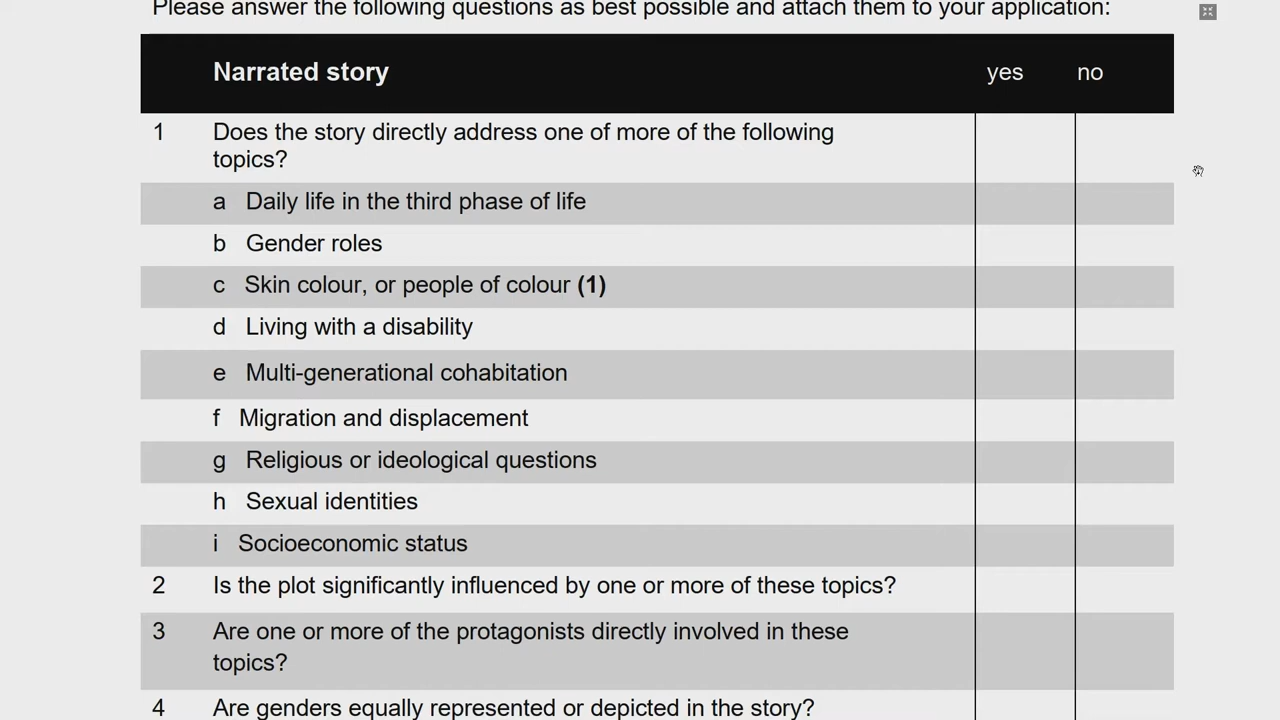 Please answer the following questions as best possible and attach them to your application:
Narrated story yes no
1 Does the story directly address one of more of the following
topics?
a Daily life in the third phase of life
b Gender roles
c Skin colour, or people of colour (1)
d Living with a disability
e Multi-generational cohabitation
f Migration and displacement
g Religious or ideological questions
h Sexual identities
i Socioeconomic status
2 Is the plot significantly influenced by one or more of these topics?
3 Are one or more of the protagonists directly involved in these
topics?
4 Are genders equally represented or depicted in the story?